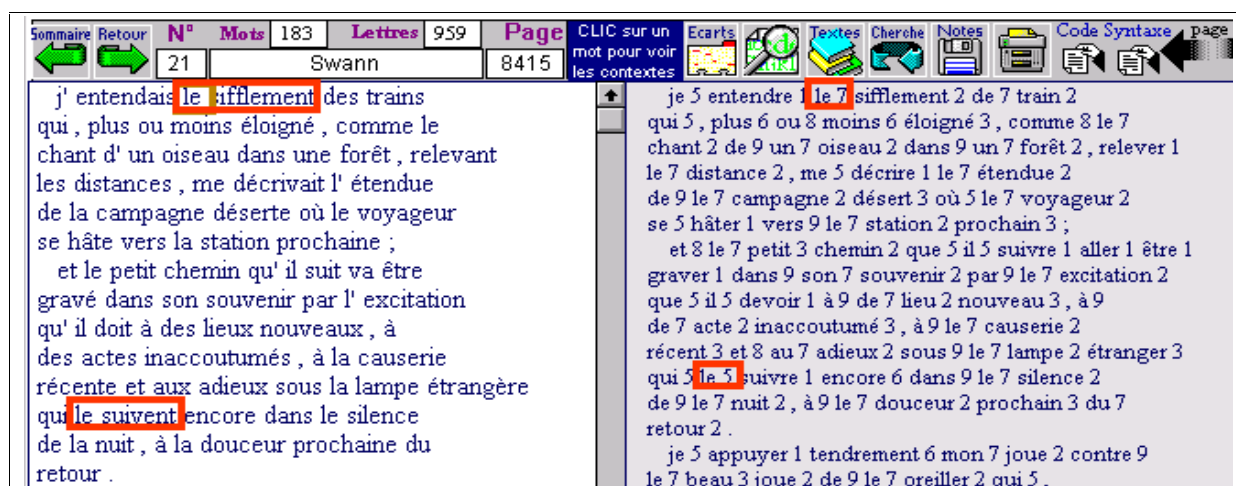 Sommaire Retour N° Mots 183 Lettres 959 Page CLIC sur un mot pour voir les contextes Ecarts Textes Cherche Notes Code Syntaxe page
21 Swann 8415
j' entendais le sifflement des trains
qui , plus ou moins éloigné , comme le
chant d' un oiseau dans une forêt , relevant
les distances , me décrivait l' étendue
de la campagne déserte où le voyageur
se hâte vers la station prochaine ;
et le petit chemin qu' il suit va être
gravé dans son souvenir par l' excitation
qu' il doit à des lieux nouveaux , à
des actes inaccoutumés , à la causerie
récente et aux adieux sous la lampe étrangère
qui le suivent encore dans le silence
de la nuit , à la douceur prochaine du
retour .
je 5 entendre 1 le 7 sifflement 2 de 7 train 2
qui 5 , plus 6 ou 8 moins 6 éloigné 3 , comme 8 le 7
chant 2 de 9 un 7 oiseau 2 dans 9 un 7 forêt 2 , relever 1
le 7 distance 2 , me 5 décrire 1 le 7 étendue 2
de 9 le 7 campagne 2 désert 3 où 5 le 7 voyageur 2
se 5 hâter 1 vers 9 le 7 station 2 prochain 3 ;
et 8 le 7 petit 3 chemin 2 que 5 il 5 suivre 1 aller 1 être 1
graver 1 dans 9 son 7 souvenir 2 par 9 le 7 excitation 2
que 5 il 5 devoir 1 à 9 de 7 lieu 2 nouveau 3 , à 9
de 7 acte 2 inaccoutumé 3 , à 9 le 7 causerie 2
récent 3 et 8 au 7 adieux 2 sous 9 le 7 lampe 2 étranger 3
qui 5 le 5 suivre 1 encore 6 dans 9 le 7 silence 2
de 9 le 7 nuit 2 , à 9 le 7 douceur 2 prochain 3 du 7
retour 2 .
je 5 appuyer 1 tendrement 6 mon 7 joue 2 contre 9
le 7 beau 3 joue 2 de 9 le 7 oreiller 2 qui 5 ,